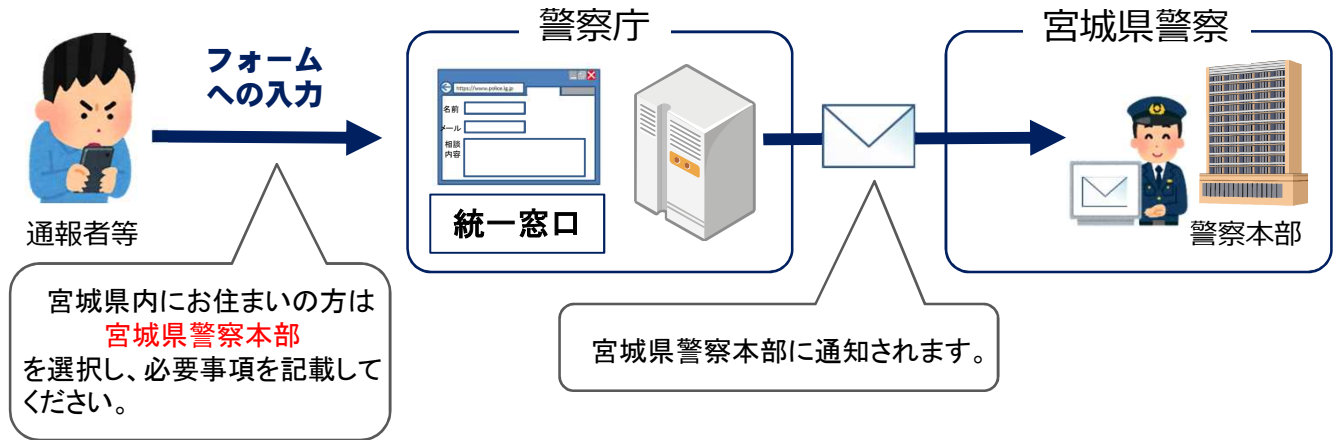 警察庁
宮城県警察
フォーム
への入力
https://www.police.lg.jp
名前
メール
相談
内容
統一窓口
通報者等
警察本部
宮城県内にお住まいの方は
宮城県警察本部
を選択し、必要事項を記載して
ください。
宮城県警察本部に通知されます。